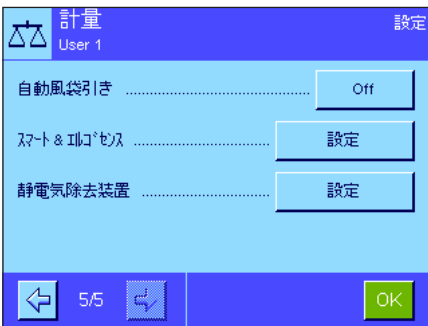 計量
設定
User 1
自動風袋引き .......................................... Off
ｽﾏｰﾄ & ｴﾙｺﾞｾﾝｽ ............................... 設定
静電気除去装置 ............................. 設定
5/5
OK